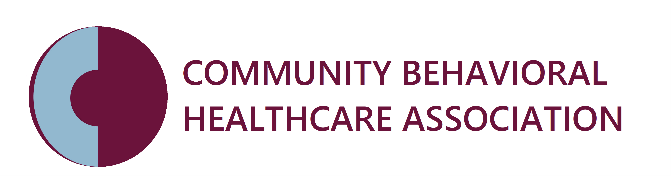 COMMUNITY BEHAVIORAL
HEALTHCARE ASSOCIATION